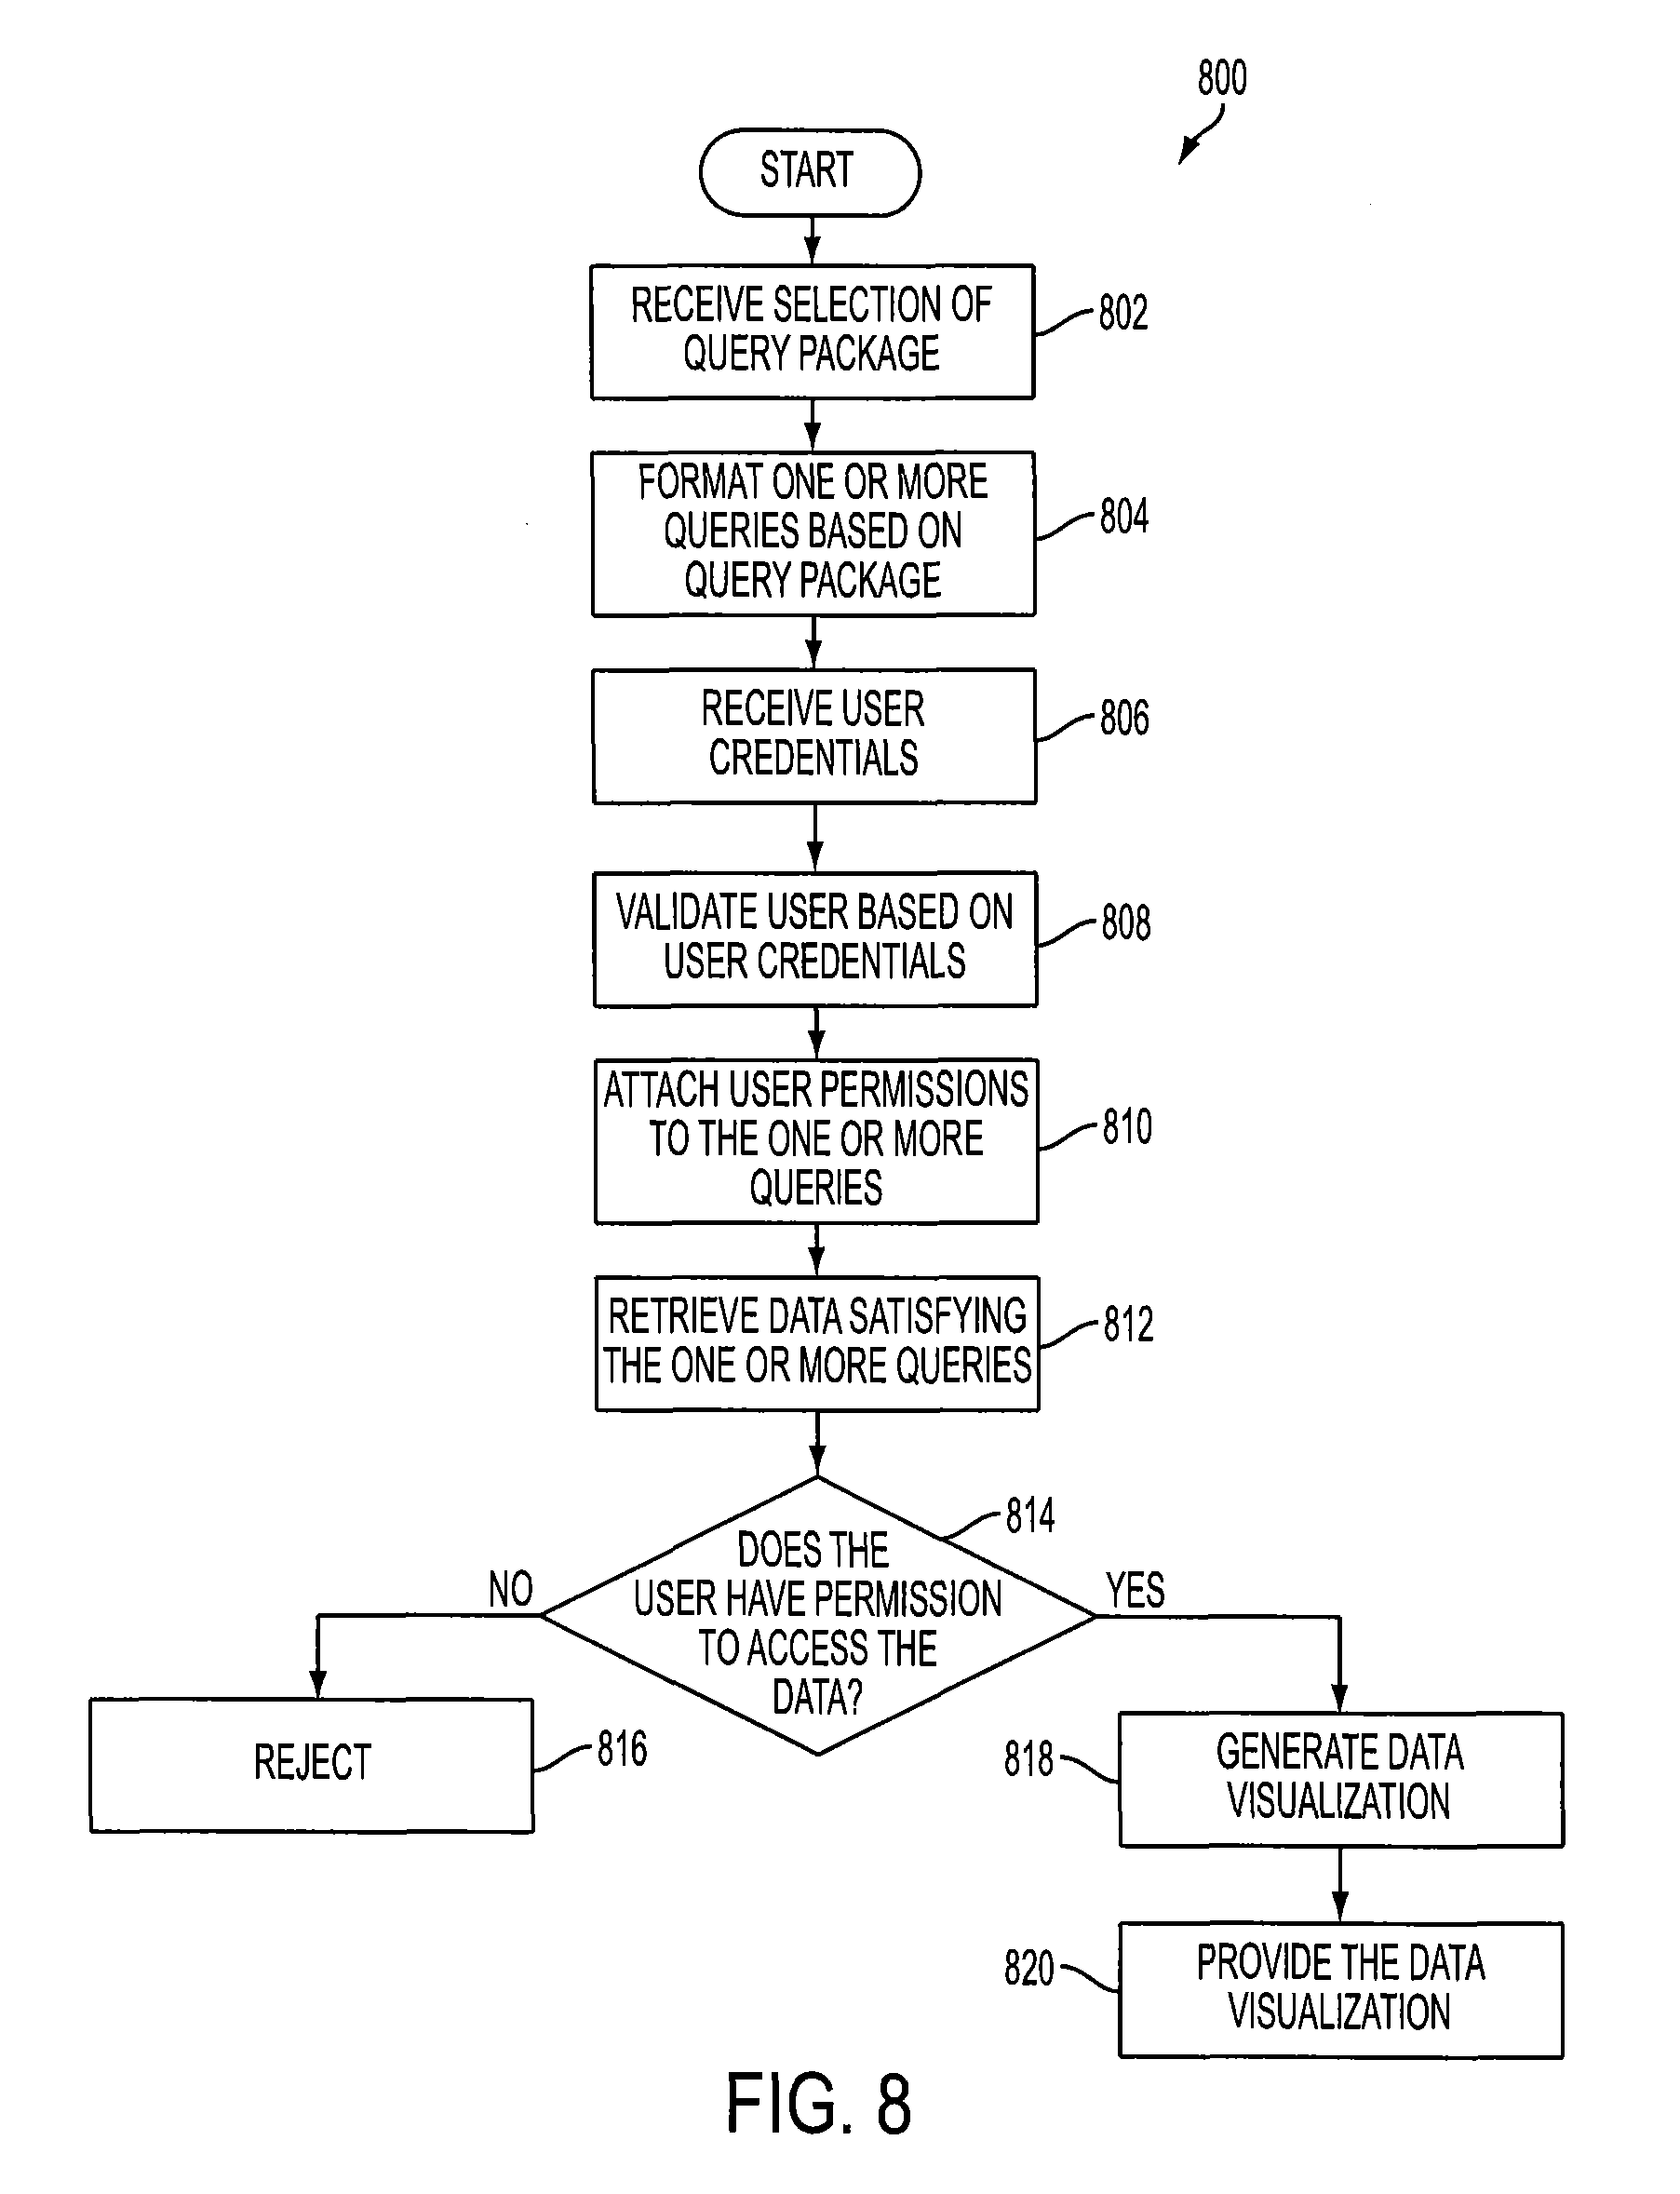 800
START
RECEIVE SELECTION OF
QUERY PACKAGE
802
FORMAT ONE OR MORE
QUERIES BASED ON
QUERY PACKAGE
804
RECEIVE USER
CREDENTIALS
806
VALIDATE USER BASED ON
USER CREDENTIALS
808
ATTACH USER PERMISSIONS
TO THE ONE OR MORE
QUERIES
810
RETRIEVE DATA SATISFYING
THE ONE OR MORE QUERIES
812
DOES THE
USER HAVE PERMISSION
TO ACCESS THE
DATA?
814
NO
YES
REJECT
816
GENERATE DATA
VISUALIZATION
818
PROVIDE THE DATA
VISUALIZATION
820
FIG. 8